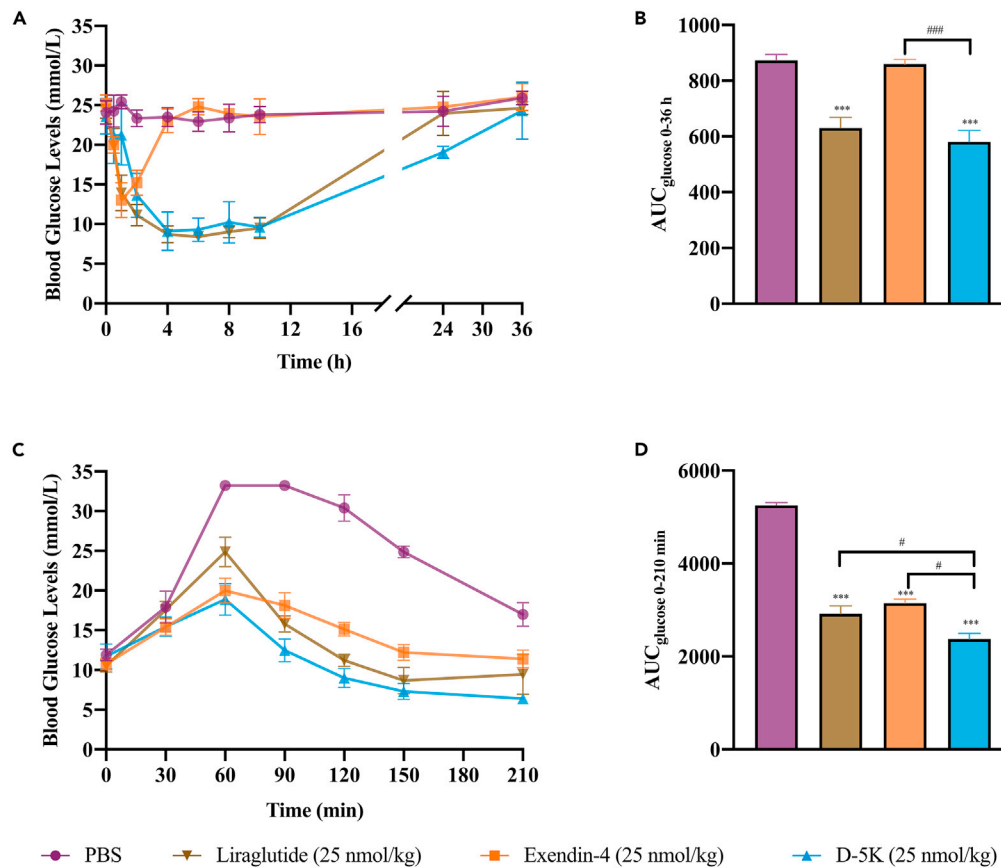 A
Blood Glucose Levels (mmol/L)
35
30
25
20
15
10
5
0
0 4 8 12 16 24 30 36
Time (h)
B
AUCglucose 0-36 h
1000
800
600
400
200
0
***
###
***
C
Blood Glucose Levels (mmol/L)
35
30
25
20
15
10
5
0
0 30 60 90 120 150 180 210
Time (min)
D
AUCglucose 0-210 min
6000
4000
2000
0
#
#
***
***
***
PBS Liraglutide (25 nmol/kg) Exendin-4 (25 nmol/kg) D-5K (25 nmol/kg)